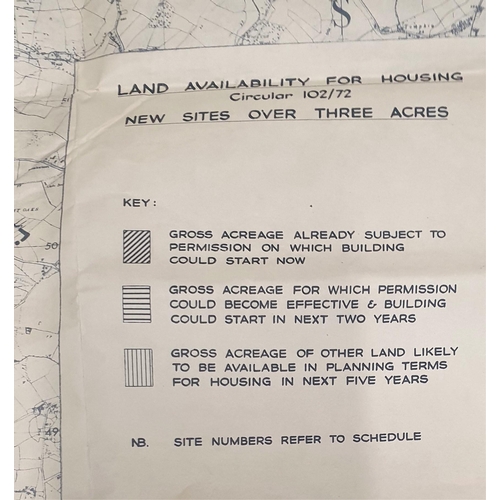 S
LAND AVAILABILITY FOR HOUSING
Circular 102/72
NEW SITES OVER THREE ACRES
KEY:
GROSS ACREAGE ALREADY SUBJECT TO
PERMISSION ON WHICH BUILDING
COULD START NOW
50
GROSS ACREAGE FOR WHICH PERMISSION
COULD BECOME EFFECTIVE & BUILDING
COULD START IN NEXT TWO YEARS
GROSS ACREAGE OF OTHER LAND LIKELY
TO BE AVAILABLE IN PLANNING TERMS
FOR HOUSING IN NEXT FIVE YEARS
49
NB. SITE NUMBERS REFER TO SCHEDULE